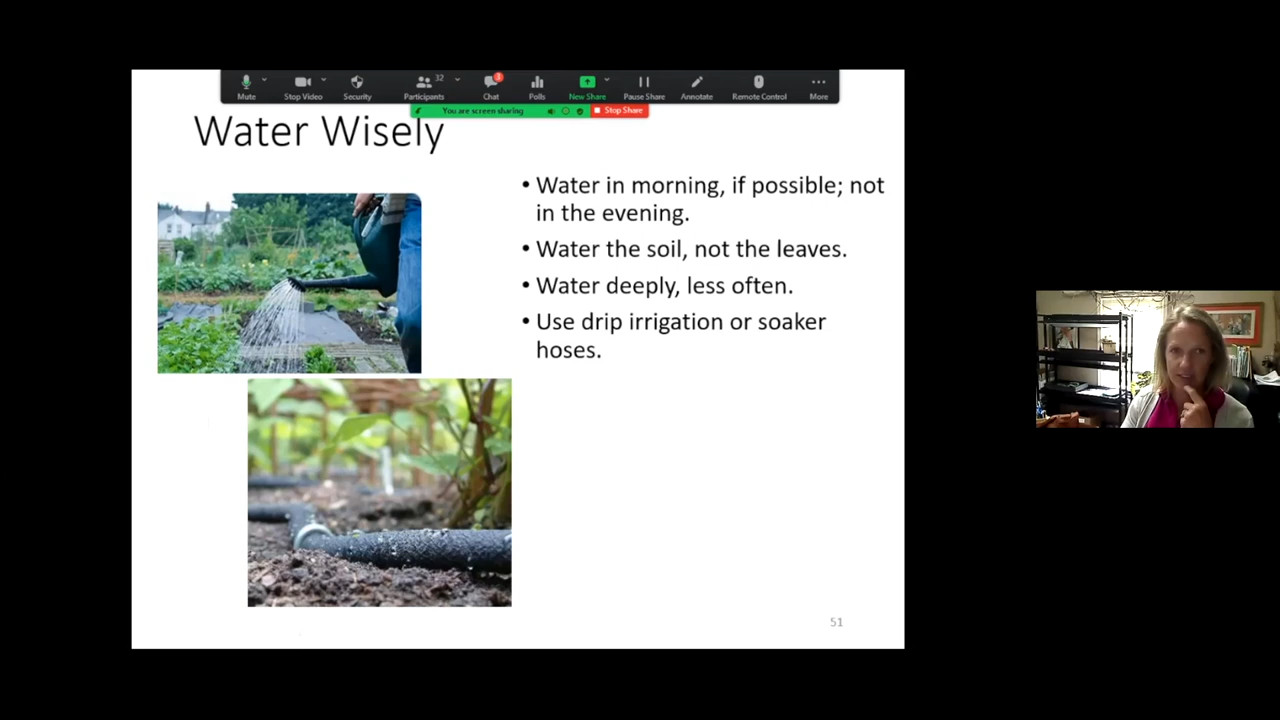 32
3
Mute
Stop Video
Security
Participants
Chat
Polls
New Share
Pause Share
Annotate
Remote Control
More
You are screen sharing
Stop Share
Water Wisely
• Water in morning, if possible; not
in the evening.
• Water the soil, not the leaves.
• Water deeply, less often.
• Use drip irrigation or soaker
hoses.
51